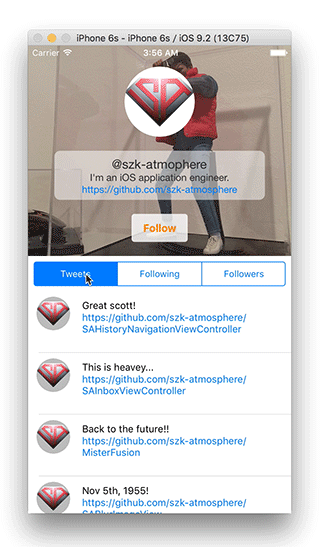 iPhone 6s - iPhone 6s / iOS 9.2 (13C75)
Carrier 3:56 AM
@szk-atmophere
I'm an iOS application engineer.
https://github.com/szk-atmosphere
Follow
Tweets Following Followers
Great scott!
https://github.com/szk-atmosphere/
SAHistoryNavigationViewController
This is heavey...
https://github.com/szk-atmosphere/
SAInboxViewController
Back to the future!!
https://github.com/szk-atmosphere/
MisterFusion
Nov 5th, 1955!
https://github.com/szk-atmosphere/